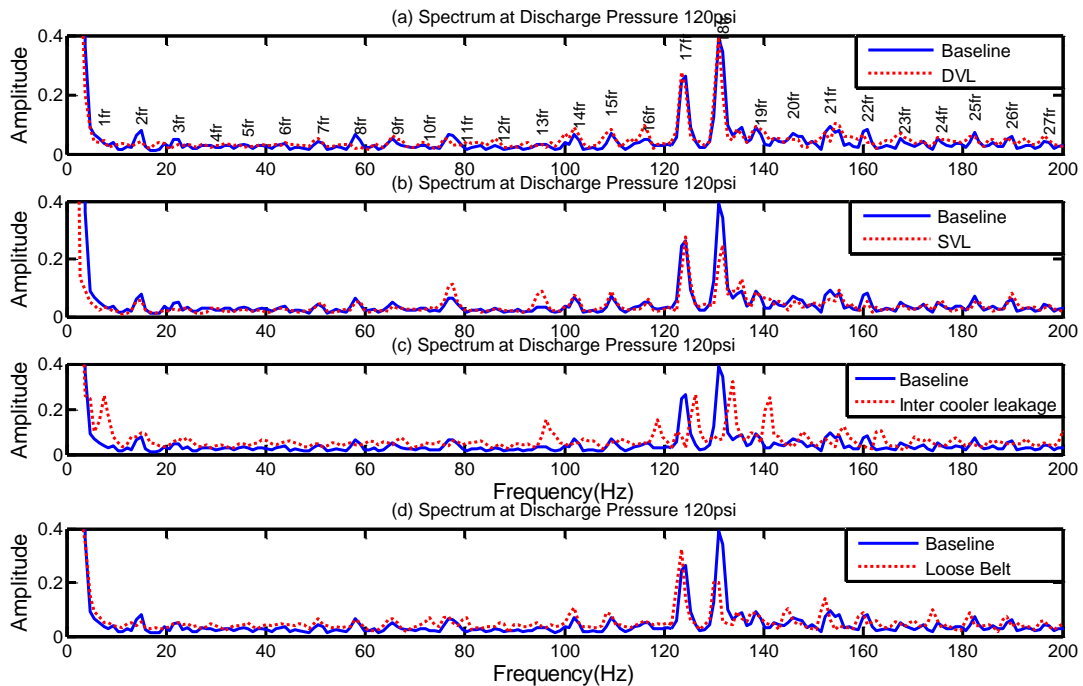 (a) Spectrum at Discharge Pressure 120psi
Amplitude
0.4
0.2
0
1fr
2fr
3fr
4fr
5fr
6fr
7fr
8fr
9fr
10fr
11fr
12fr
13fr
14fr
15fr
16fr
17fr
18fr
19fr
20fr
21fr
22fr
23fr
24fr
25fr
26fr
27fr
Baseline
DVL
0 20 40 60 80 100 120 140 160 180 200
(b) Spectrum at Discharge Pressure 120psi
Amplitude
0.4
0.2
0
Baseline
SVL
0 20 40 60 80 100 120 140 160 180 200
(c) Spectrum at Discharge Pressure 120psi
Amplitude
0.4
0.2
0
Baseline
Inter cooler leakage
0 20 40 60 80 100 120 140 160 180 200
Frequency(Hz)
(d) Spectrum at Discharge Pressure 120psi
Amplitude
0.4
0.2
0
Baseline
Loose Belt
0 20 40 60 80 100 120 140 160 180 200
Frequency(Hz)